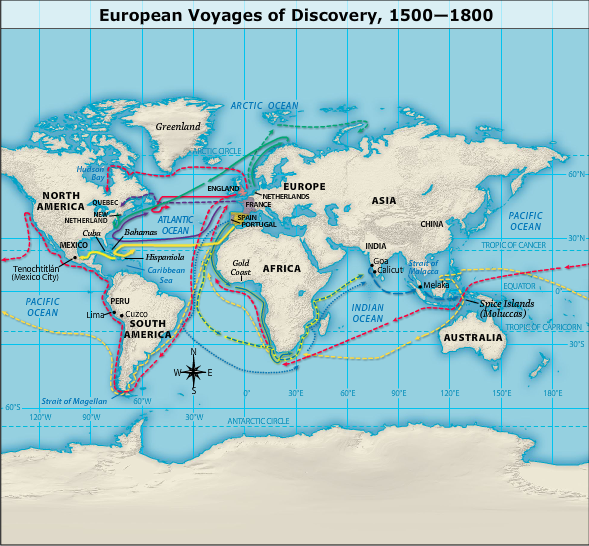 European Voyages of Discovery, 1500—1800
ARCTIC OCEAN
Greenland
ARCTIC CIRCLE
Hudson
Bay
60°N
NORTH
AMERICA
QUEBEC
NEW
NETHERLAND
ENGLAND
EUROPE
NETHERLANDS
FRANCE
SPAIN
PORTUGAL
ASIA
CHINA
PACIFIC
OCEAN
ATLANTIC
OCEAN
Cuba
Bahamas
MEXICO
Hispaniola
Tenochtitlán
(Mexico City)
Caribbean
Sea
30°N
TROPIC OF CANCER
INDIA
Goa
Calicut
Strait of
Malacca
Melaka
Gold
Coast
AFRICA
EQUATOR
0°
Spice Islands
(Moluccas)
PACIFIC
OCEAN
PERU
Lima
Cuzco
SOUTH
AMERICA
INDIAN
OCEAN
TROPIC OF CAPRICORN
AUSTRALIA
30°S
N
W
E
S
Strait of Magellan
60°S
120°W
90°W
60°W
30°W
0°
30°E
60°E
90°E
120°E
150°E
180°E
ANTARCTIC CIRCLE